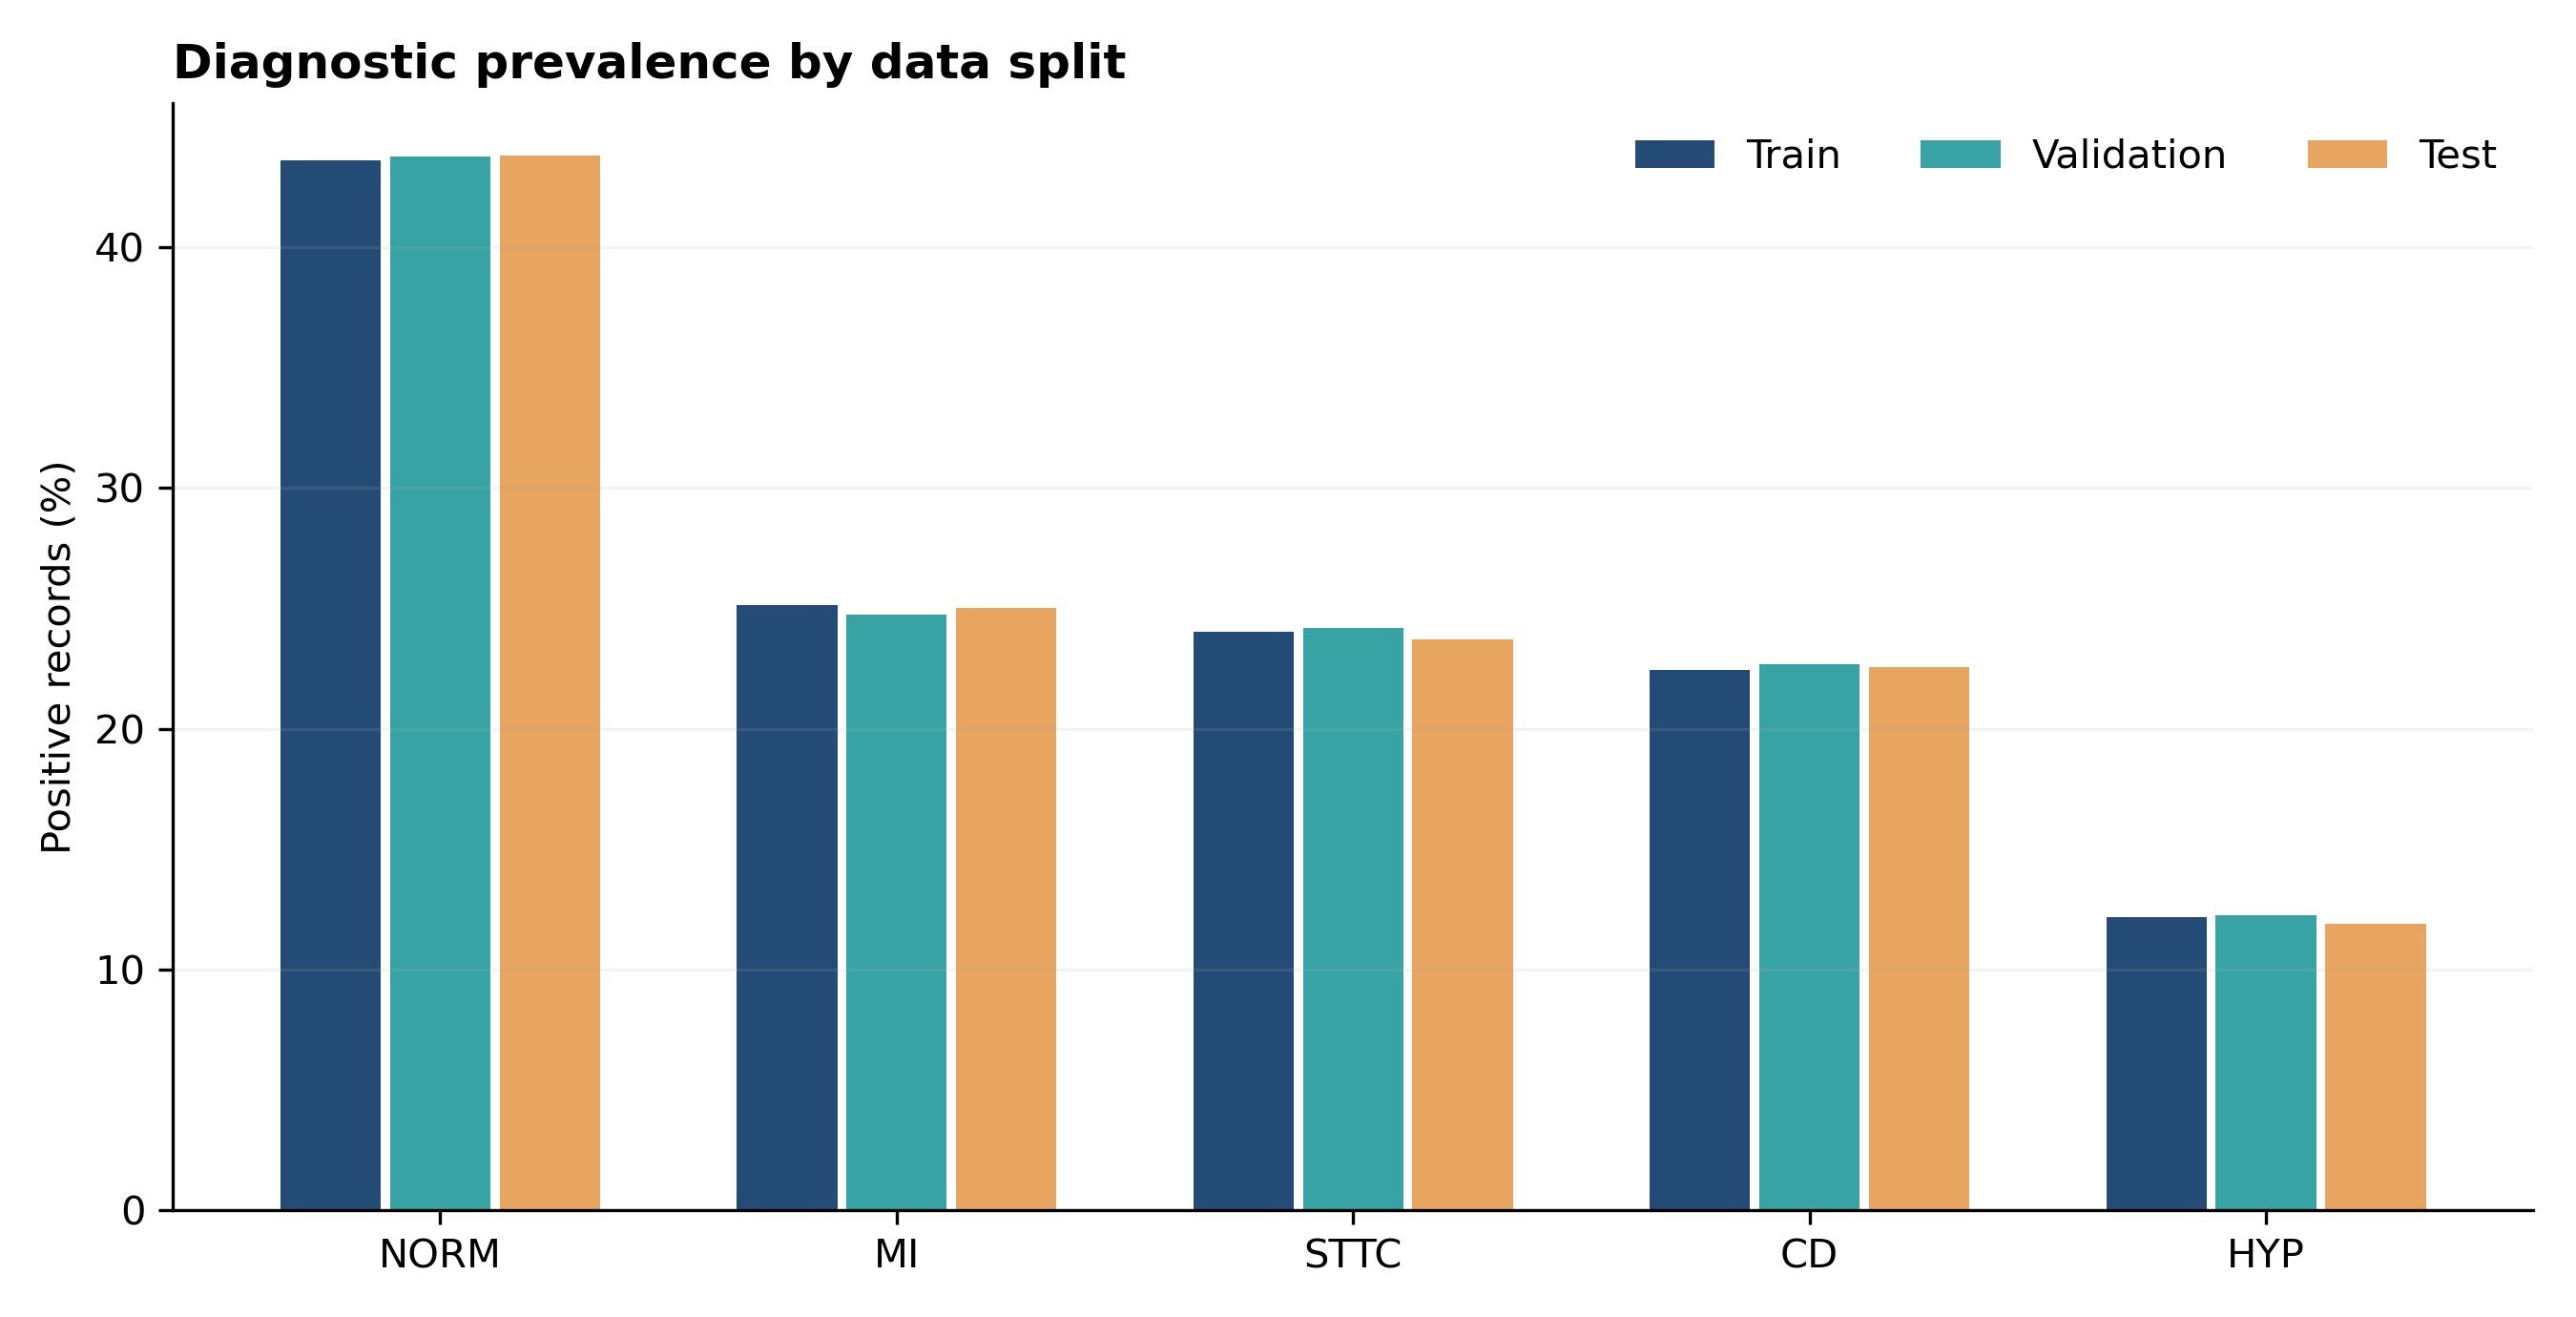 Diagnostic prevalence by data split
Train
Validation
Test
Positive records (%)
40
30
20
10
0
NORM
MI
STTC
CD
HYP